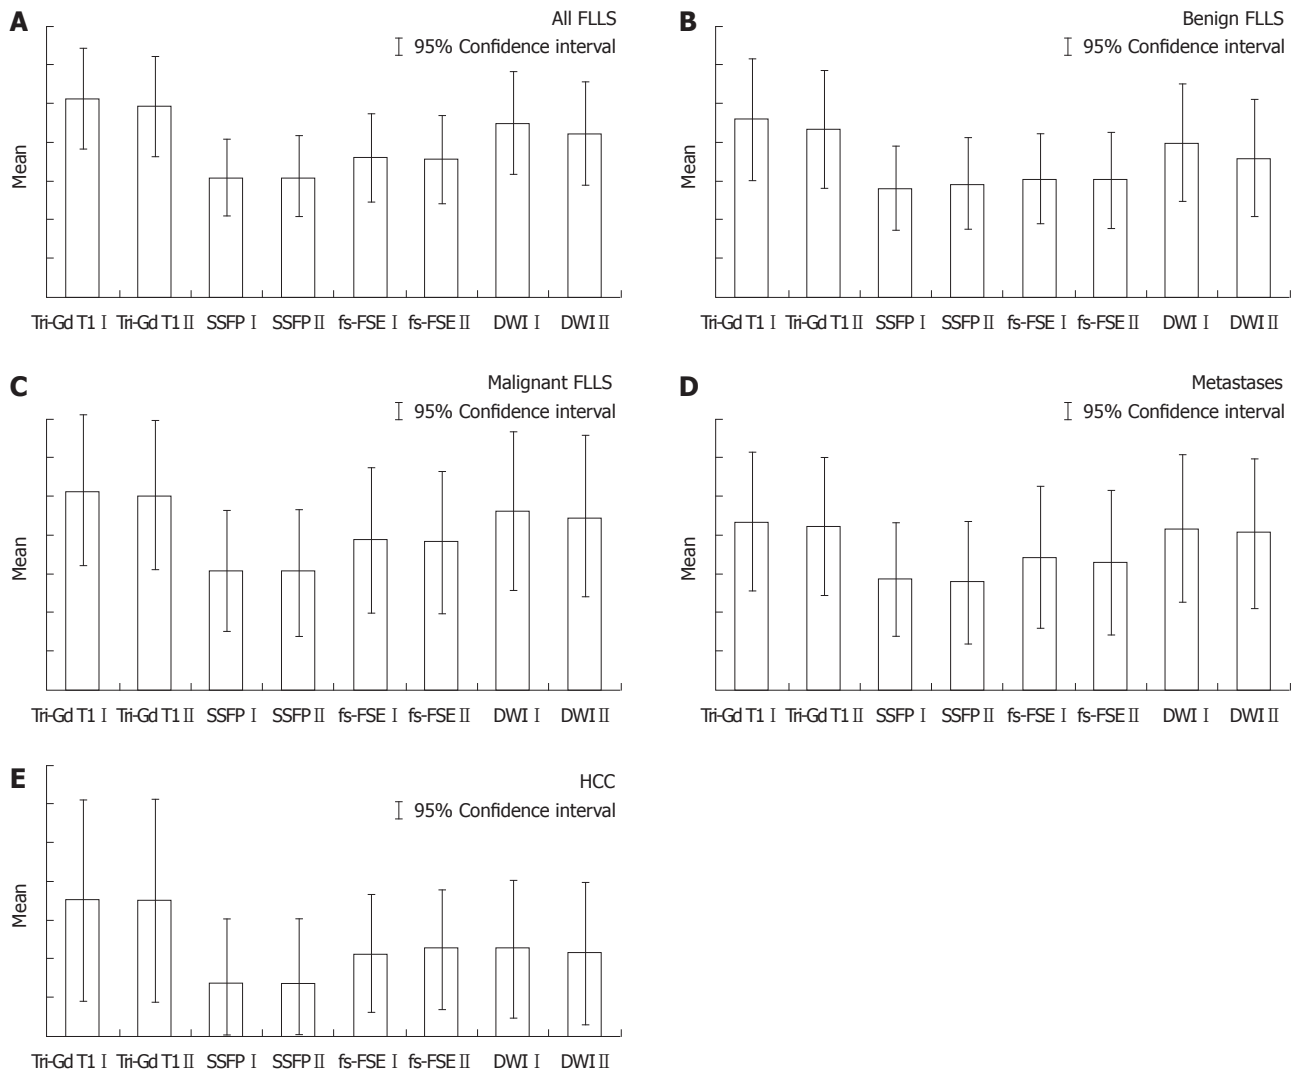 A
All FLLS
95% Confidence interval
Mean
Tri-Gd T1 Ⅰ Tri-Gd T1 Ⅱ SSFP Ⅰ SSFP Ⅱ fs-FSE Ⅰ fs-FSE Ⅱ DWI Ⅰ DWI Ⅱ
B
Benign FLLS
95% Confidence interval
Mean
Tri-Gd T1 Ⅰ Tri-Gd T1 Ⅱ SSFP Ⅰ SSFP Ⅱ fs-FSE Ⅰ fs-FSE Ⅱ DWI Ⅰ DWI Ⅱ
C
Malignant FLLS
95% Confidence interval
Mean
Tri-Gd T1 Ⅰ Tri-Gd T1 Ⅱ SSFP Ⅰ SSFP Ⅱ fs-FSE Ⅰ fs-FSE Ⅱ DWI Ⅰ DWI Ⅱ
D
Metastases
95% Confidence interval
Mean
Tri-Gd T1 Ⅰ Tri-Gd T1 Ⅱ SSFP Ⅰ SSFP Ⅱ fs-FSE Ⅰ fs-FSE Ⅱ DWI Ⅰ DWI Ⅱ
E
HCC
95% Confidence interval
Mean
Tri-Gd T1 Ⅰ Tri-Gd T1 Ⅱ SSFP Ⅰ SSFP Ⅱ fs-FSE Ⅰ fs-FSE Ⅱ DWI Ⅰ DWI Ⅱ